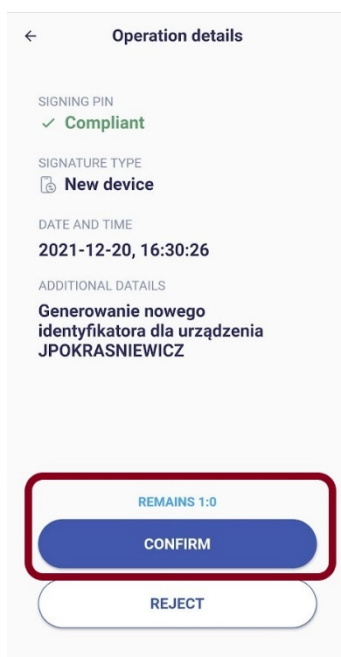 Operation details
SIGNING PIN
Compliant
SIGNATURE TYPE
New device
DATE AND TIME
2021-12-20, 16:30:26
ADDITIONAL DATAILS
Generowanie nowego
identyfikatora dla urządzenia
JPOKRASNIEWICZ
REMAINS 1:0
CONFIRM
REJECT